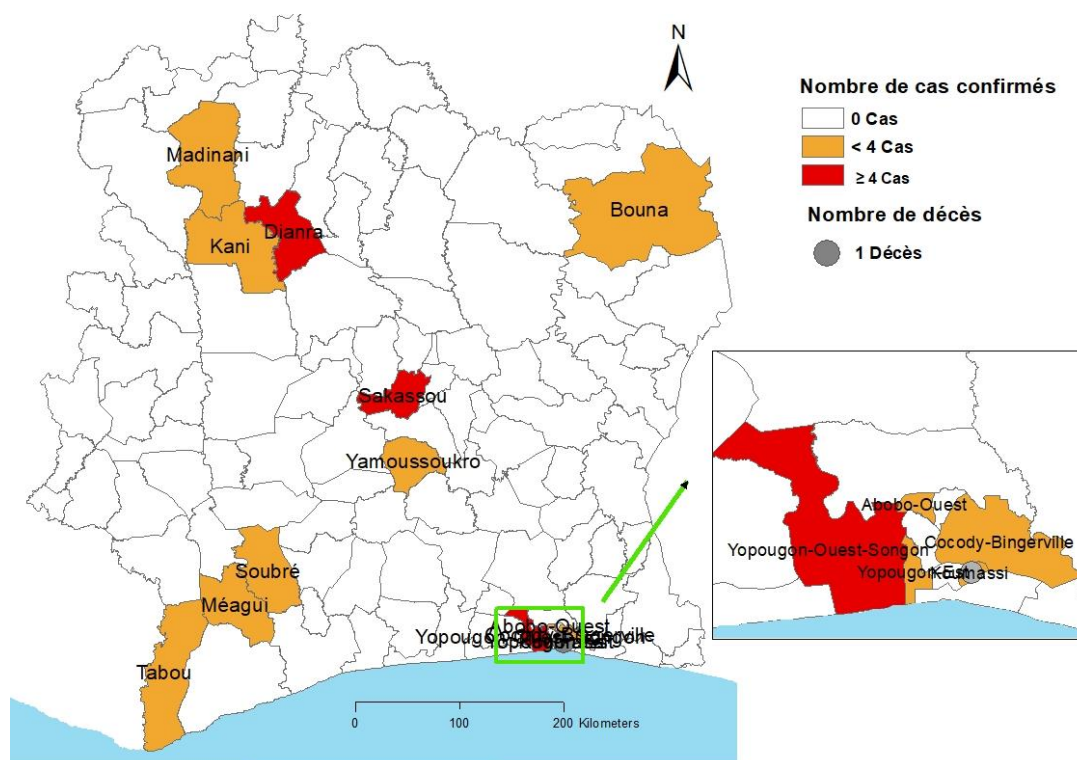 N
Nombre de cas confirmés
0 Cas
< 4 Cas
≥ 4 Cas
Nombre de décès
1 Décès
Madinani
Bouna
Dianra
Kani
Sakassou
Yamoussoukro
Abobo-Ouest
Cocody-Bingerville
Yopougon-Ouest-Songon
Yopougon-Est
Koumassi
Soubré
Méagui
Abobo-Ouest
Cocody-Bingerville
Tabou
0 100 200 Kilometers